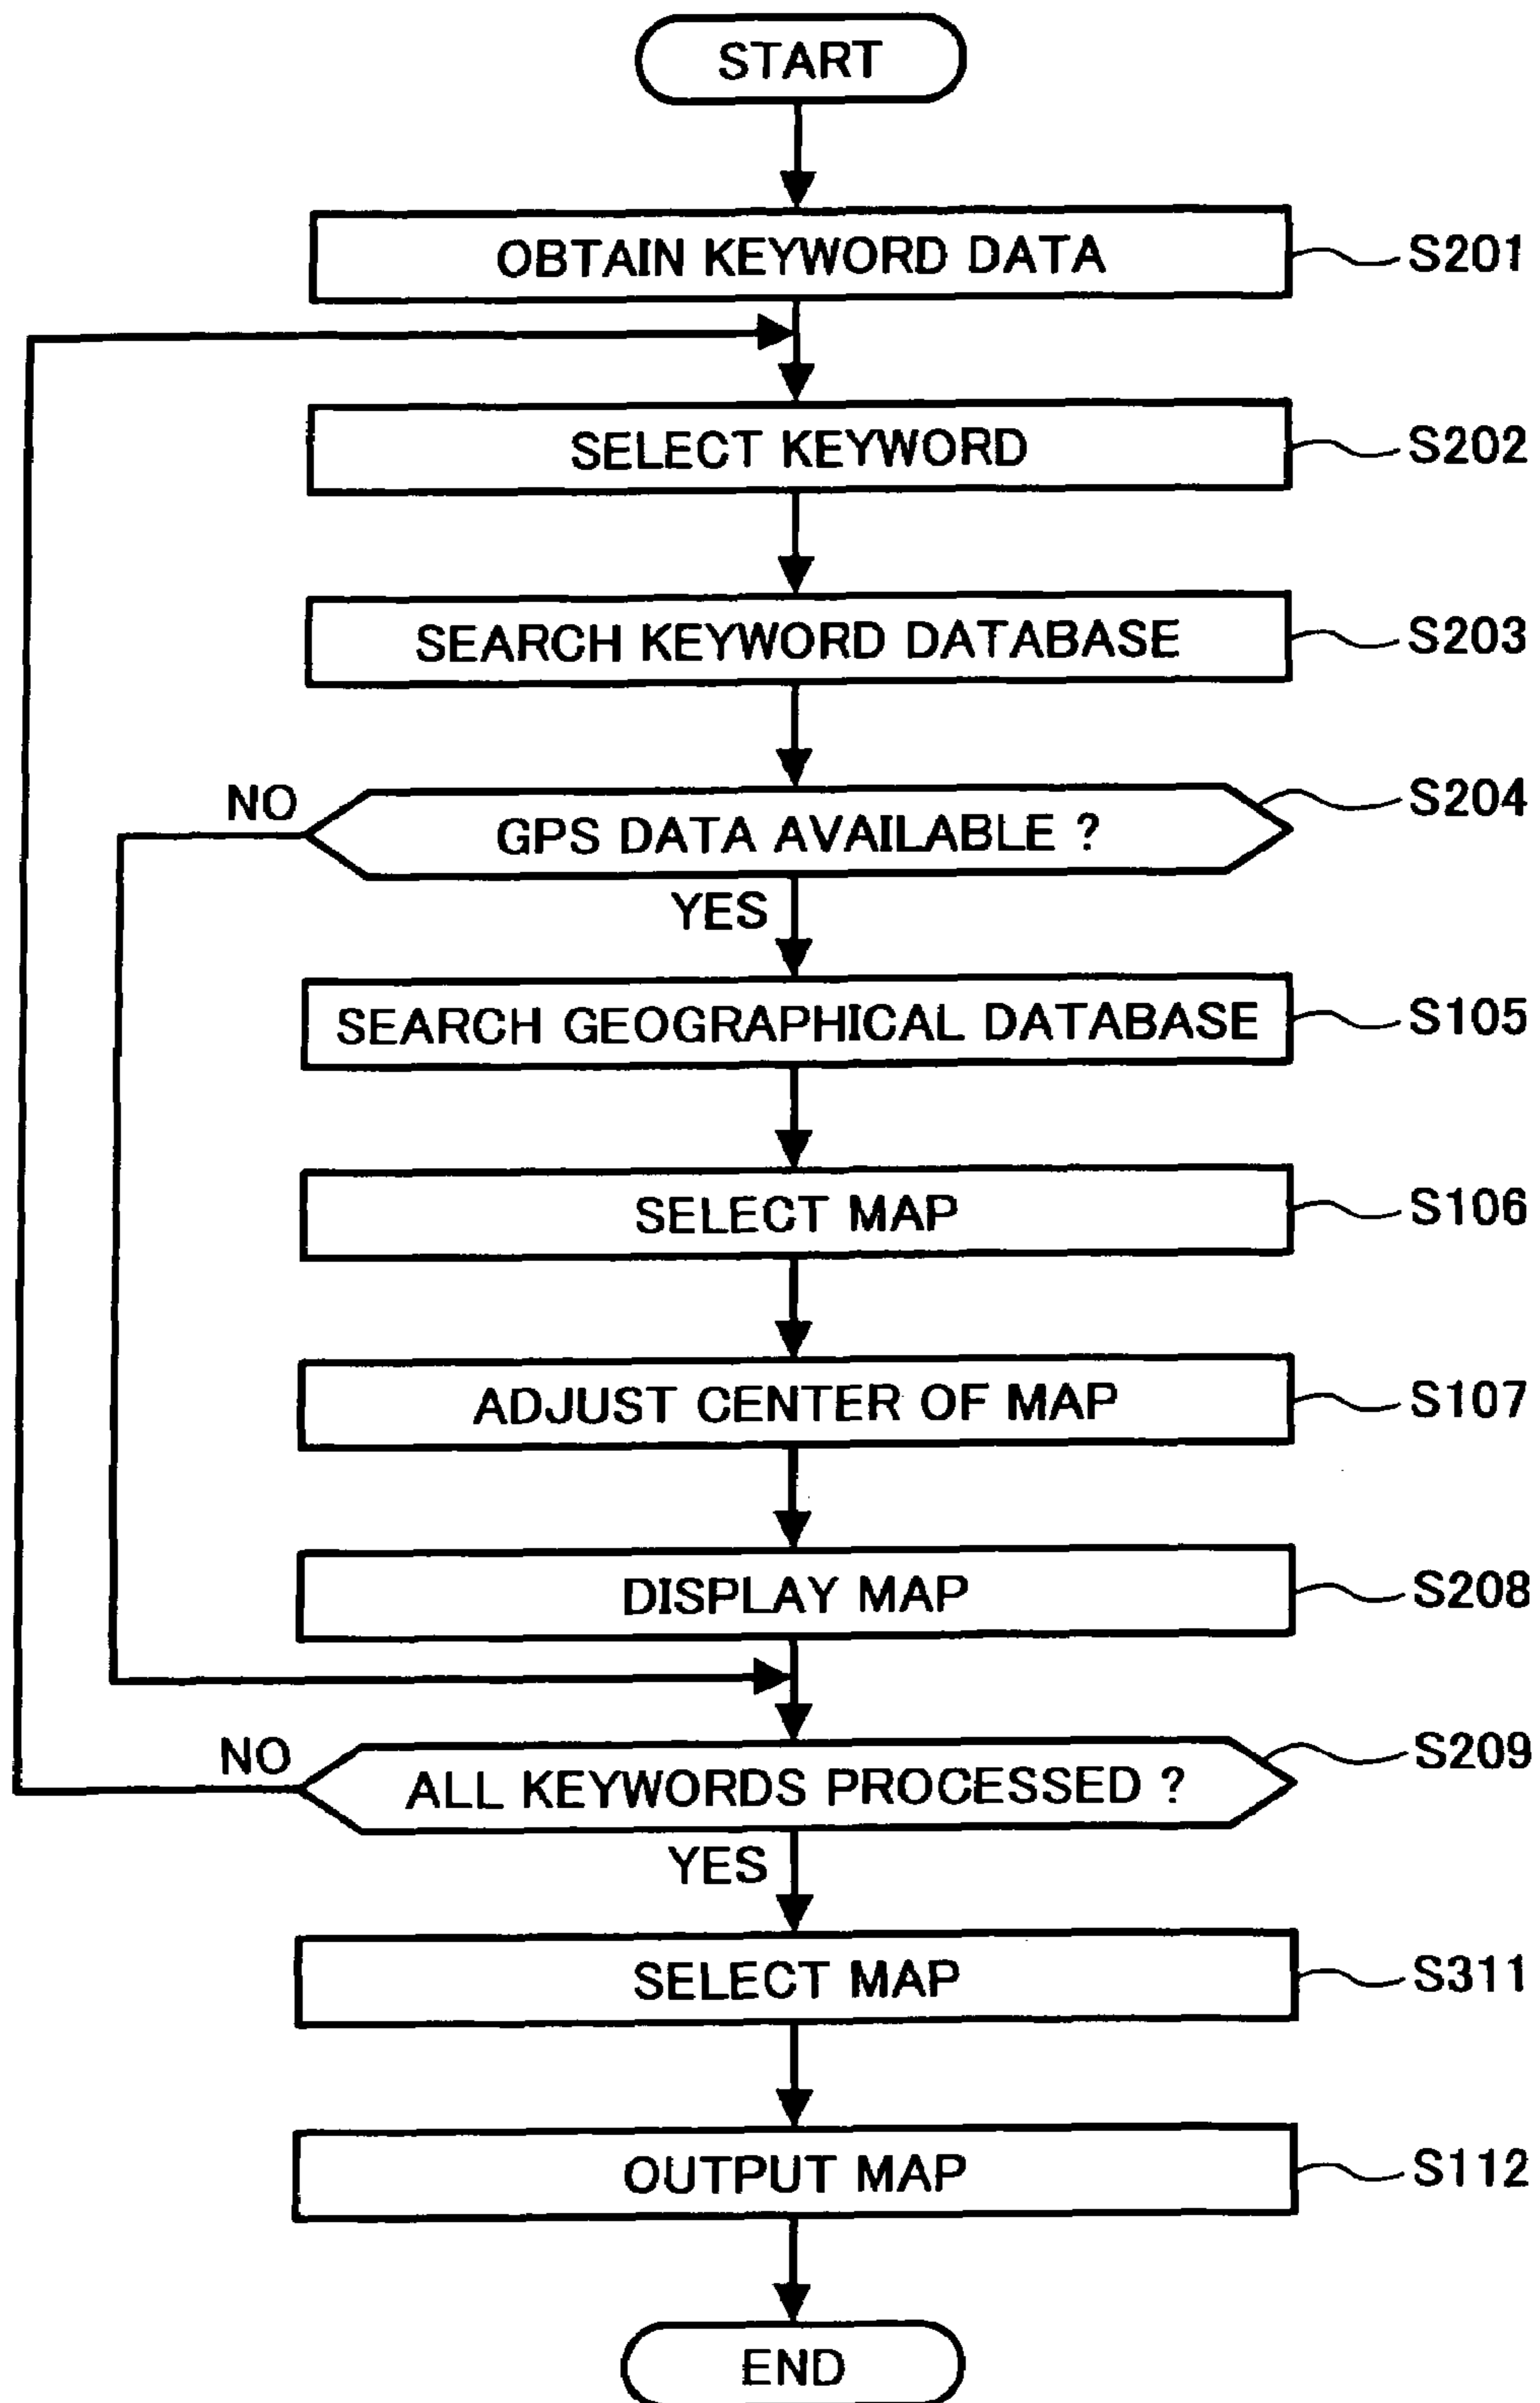 START
OBTAIN KEYWORD DATA S201
SELECT KEYWORD S202
SEARCH KEYWORD DATABASE S203
NO S204
GPS DATA AVAILABLE ?
YES
SEARCH GEOGRAPHICAL DATABASE S105
SELECT MAP S106
ADJUST CENTER OF MAP S107
DISPLAY MAP S208
NO S209
ALL KEYWORDS PROCESSED ?
YES
SELECT MAP S311
OUTPUT MAP S112
END